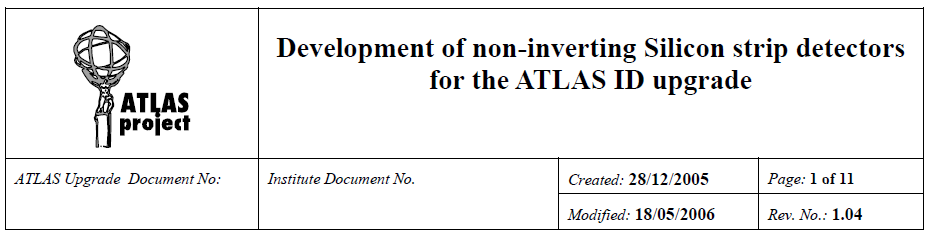 Development of non-inverting Silicon strip detectors
for the ATLAS ID upgrade
ATLAS
project
ATLAS Upgrade Document No:
Institute Document No.
Created: 28/12/2005
Page: 1 of 11
Modified: 18/05/2006
Rev. No.: 1.04